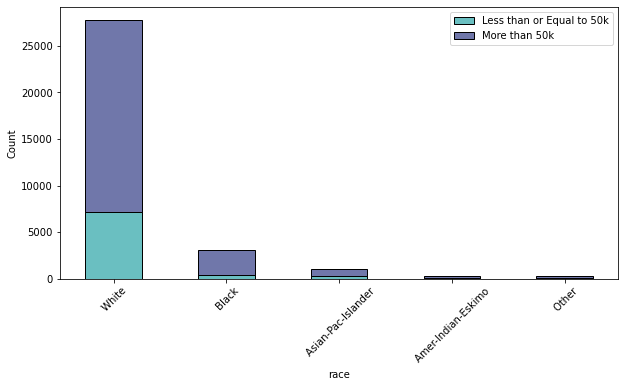 Less than or Equal to 50k
More than 50k
Count
25000
20000
15000
10000
5000
0
White
Black
Asian-Pac-Islander
Amer-Indian-Eskimo
Other
race